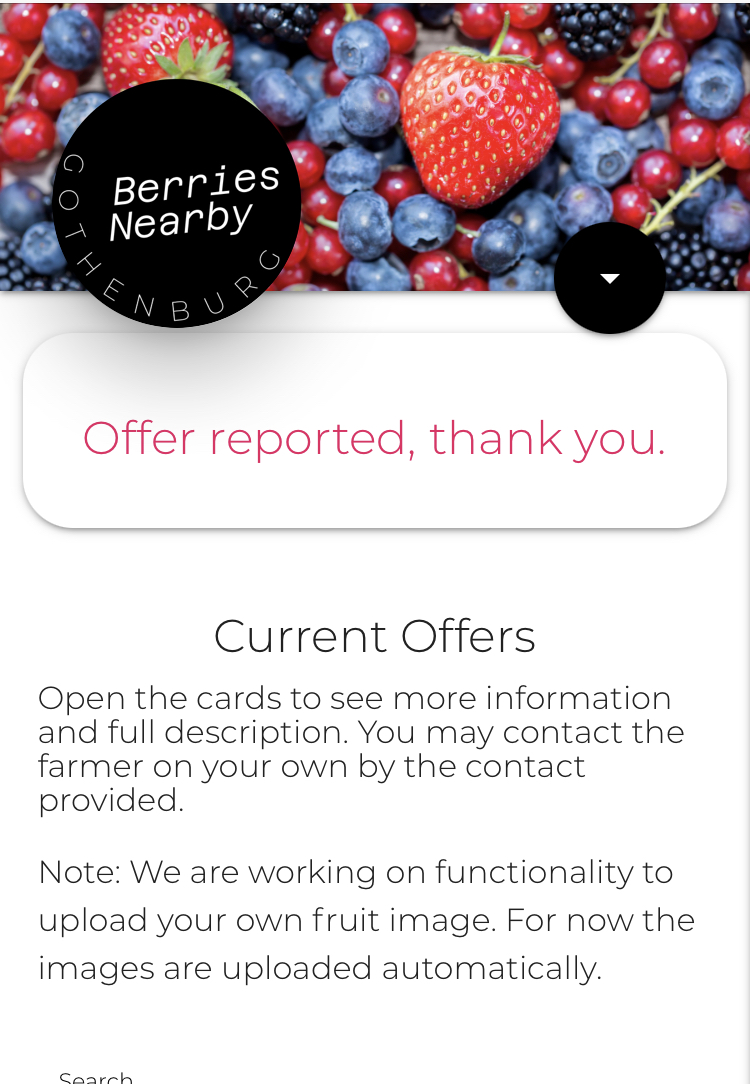 Berries
Nearby
GOTHENBURG
Offer reported, thank you.
Current Offers
Open the cards to see more information
and full description. You may contact the
farmer on your own by the contact
provided.
Note: We are working on functionality to
upload your own fruit image. For now the
images are uploaded automatically.
Search